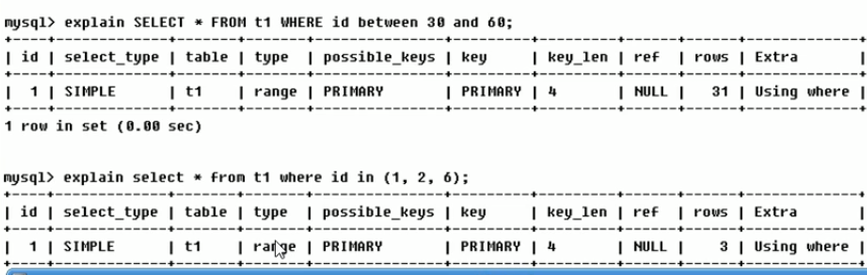 mysql> explain SELECT * FROM t1 WHERE id between 30 and 60;
+----+-------------+-------+-------+---------------+---------+---------+------+------+-------------+
| id | select_type | table | type | possible_keys | key | key_len | ref | rows | Extra |
| 1 | SIMPLE | t1 | range | PRIMARY | PRIMARY | 4 | NULL | 31 | Using where |
1 row in set (0.00 sec)
mysql> explain select * from t1 where id in (1, 2, 6);
| id | select_type | table | type | possible_keys | key | key_len | ref | rows | Extra |
| 1 | SIMPLE | t1 | range | PRIMARY | PRIMARY | 4 | NULL | 3 | Using where |